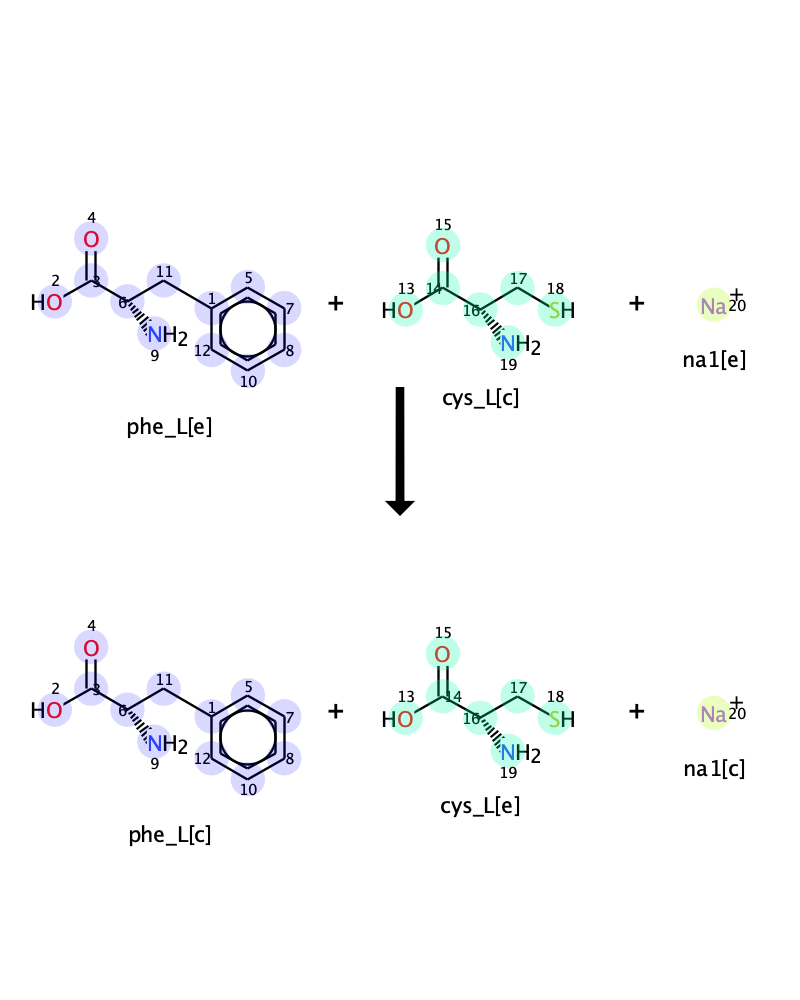 4
O
2
HO
3
6
11
NH2
9
1
5
7
8
10
12
+
15
O
13
HO
14
16
17
18
SH
NH2
19
+
Na+
20
phe_L[e]
cys_L[c]
na1[e]
4
O
2
HO
3
6
11
NH2
9
1
5
7
8
10
12
+
15
O
13
HO
14
16
17
18
SH
NH2
19
+
Na+
20
phe_L[c]
cys_L[e]
na1[c]